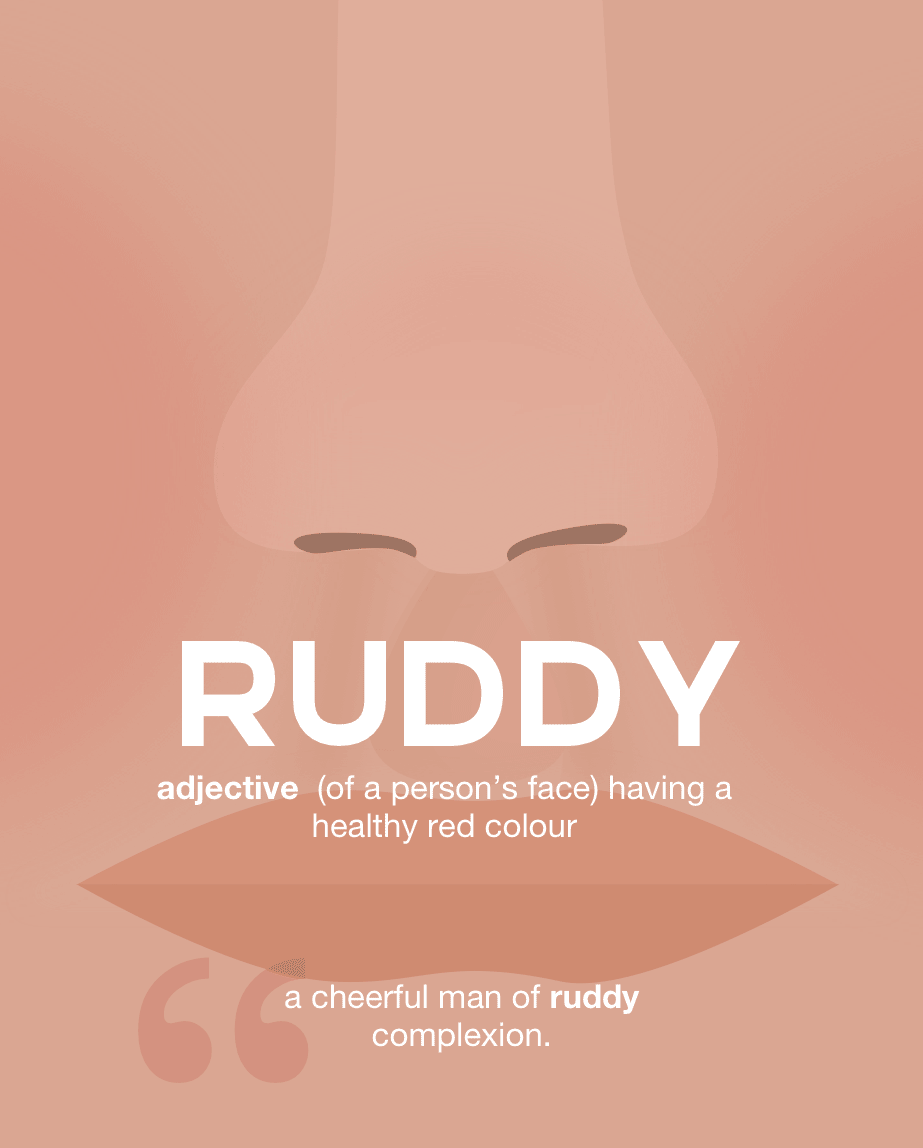 RUDDY
adjective (of a person’s face) having a
healthy red colour
“
a cheerful man of ruddy
complexion.